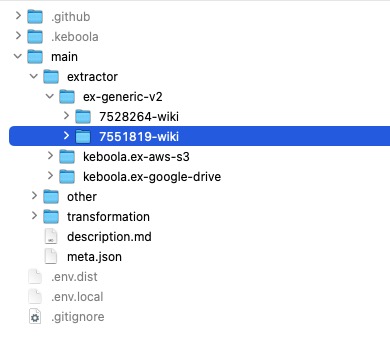 .github
.keboola
main
extractor
ex-generic-v2
7528264-wiki
7551819-wiki
keboola.ex-aws-s3
keboola.ex-google-drive
other
transformation
description.md
meta.json
.env.dist
.env.local
.gitignore